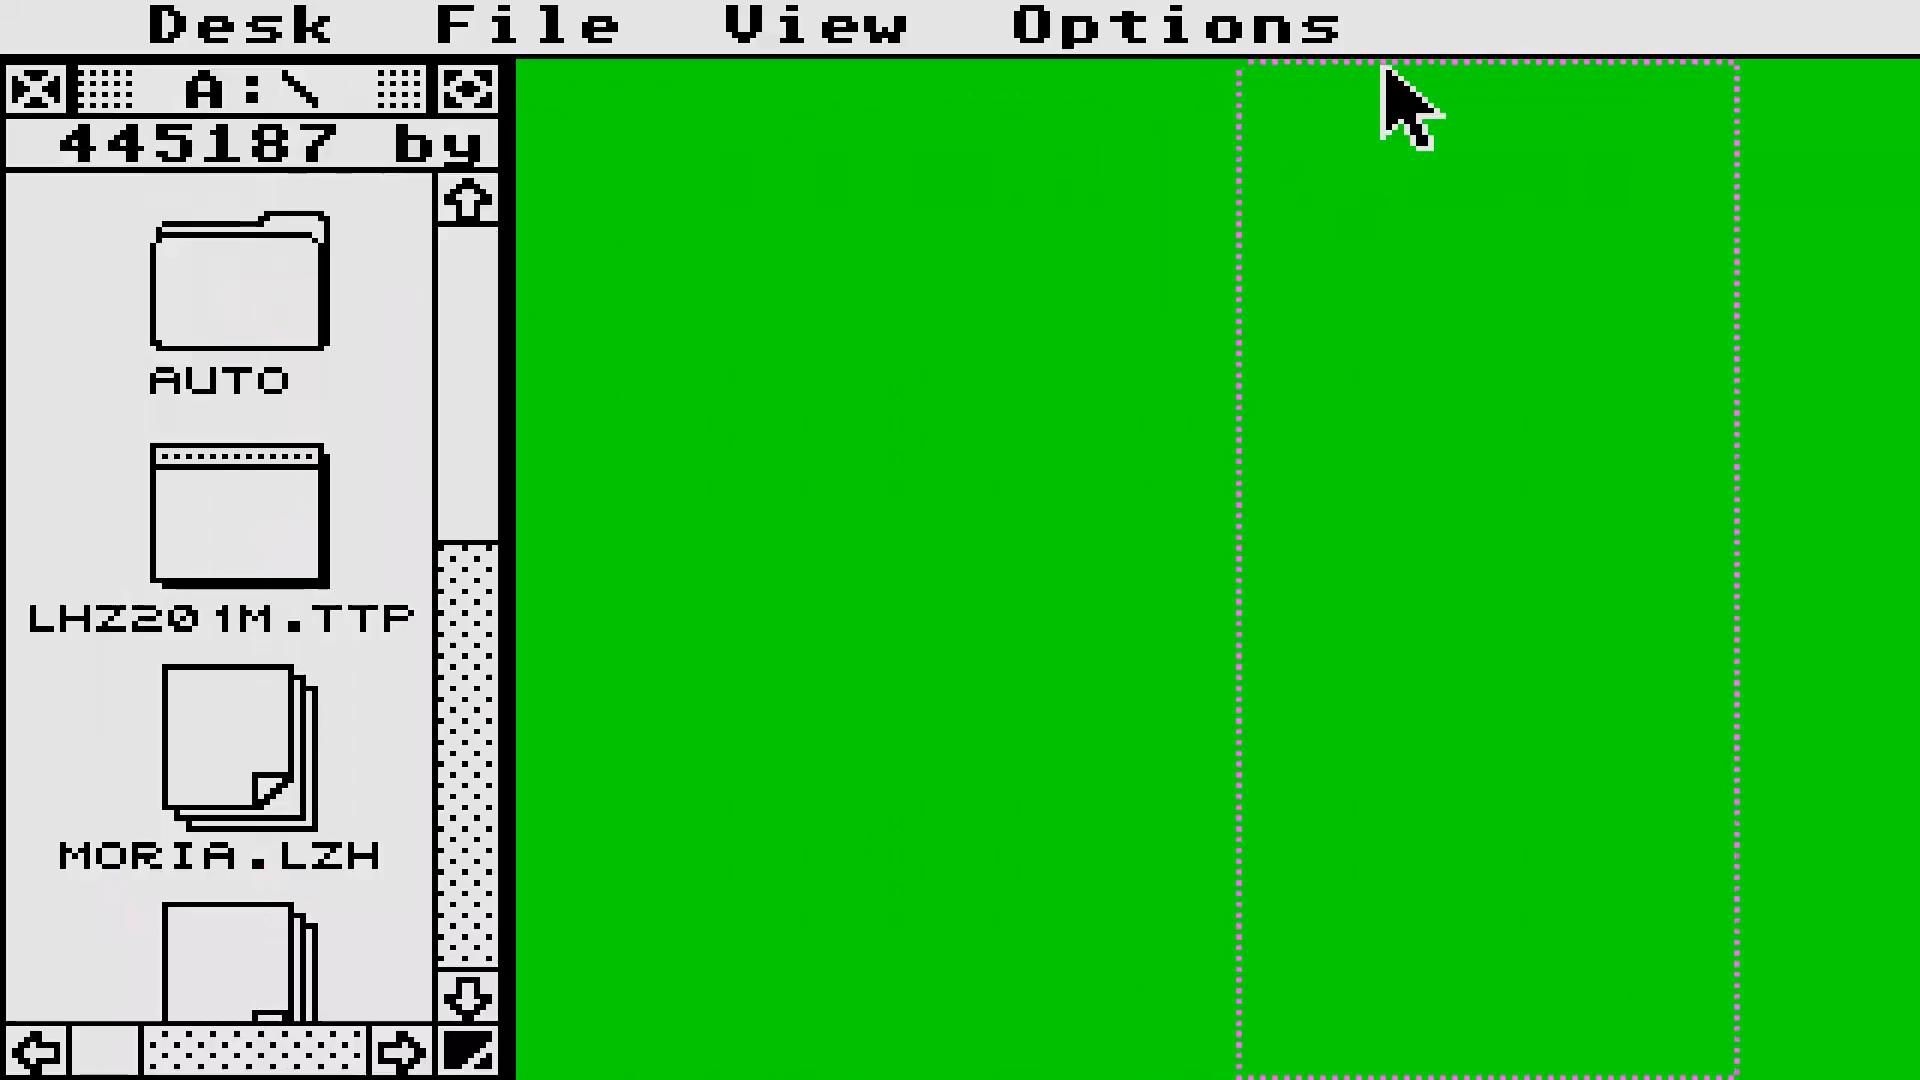 Desk File View Options
A:\
445187 by
AUTO
LHZ201M.TTP
MORIA.LZH